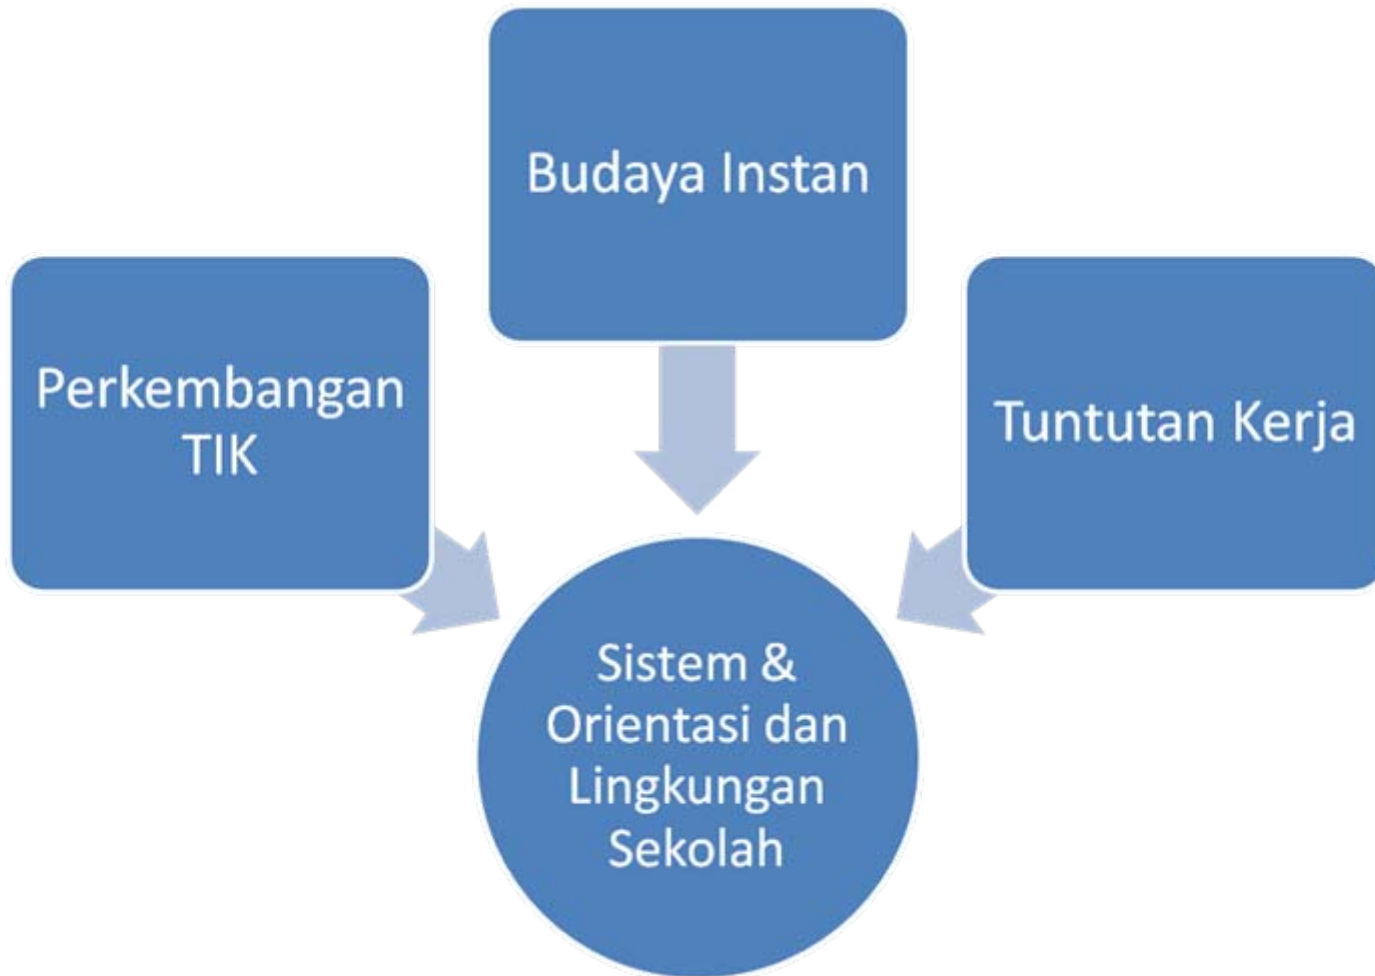 Budaya Instan
Perkembangan
TIK
Tuntutan Kerja
Sistem &
Orientasi dan
Lingkungan
Sekolah